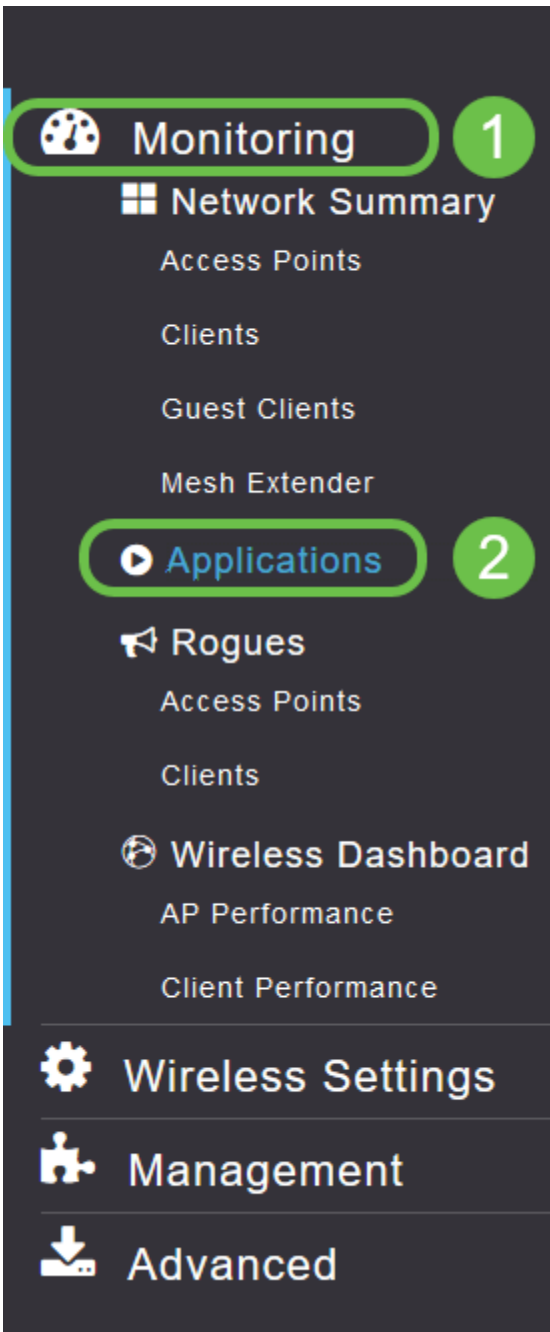 Monitoring 1
Network Summary
Access Points
Clients
Guest Clients
Mesh Extender
Applications 2
Rogues
Access Points
Clients
Wireless Dashboard
AP Performance
Client Performance
Wireless Settings
Management
Advanced